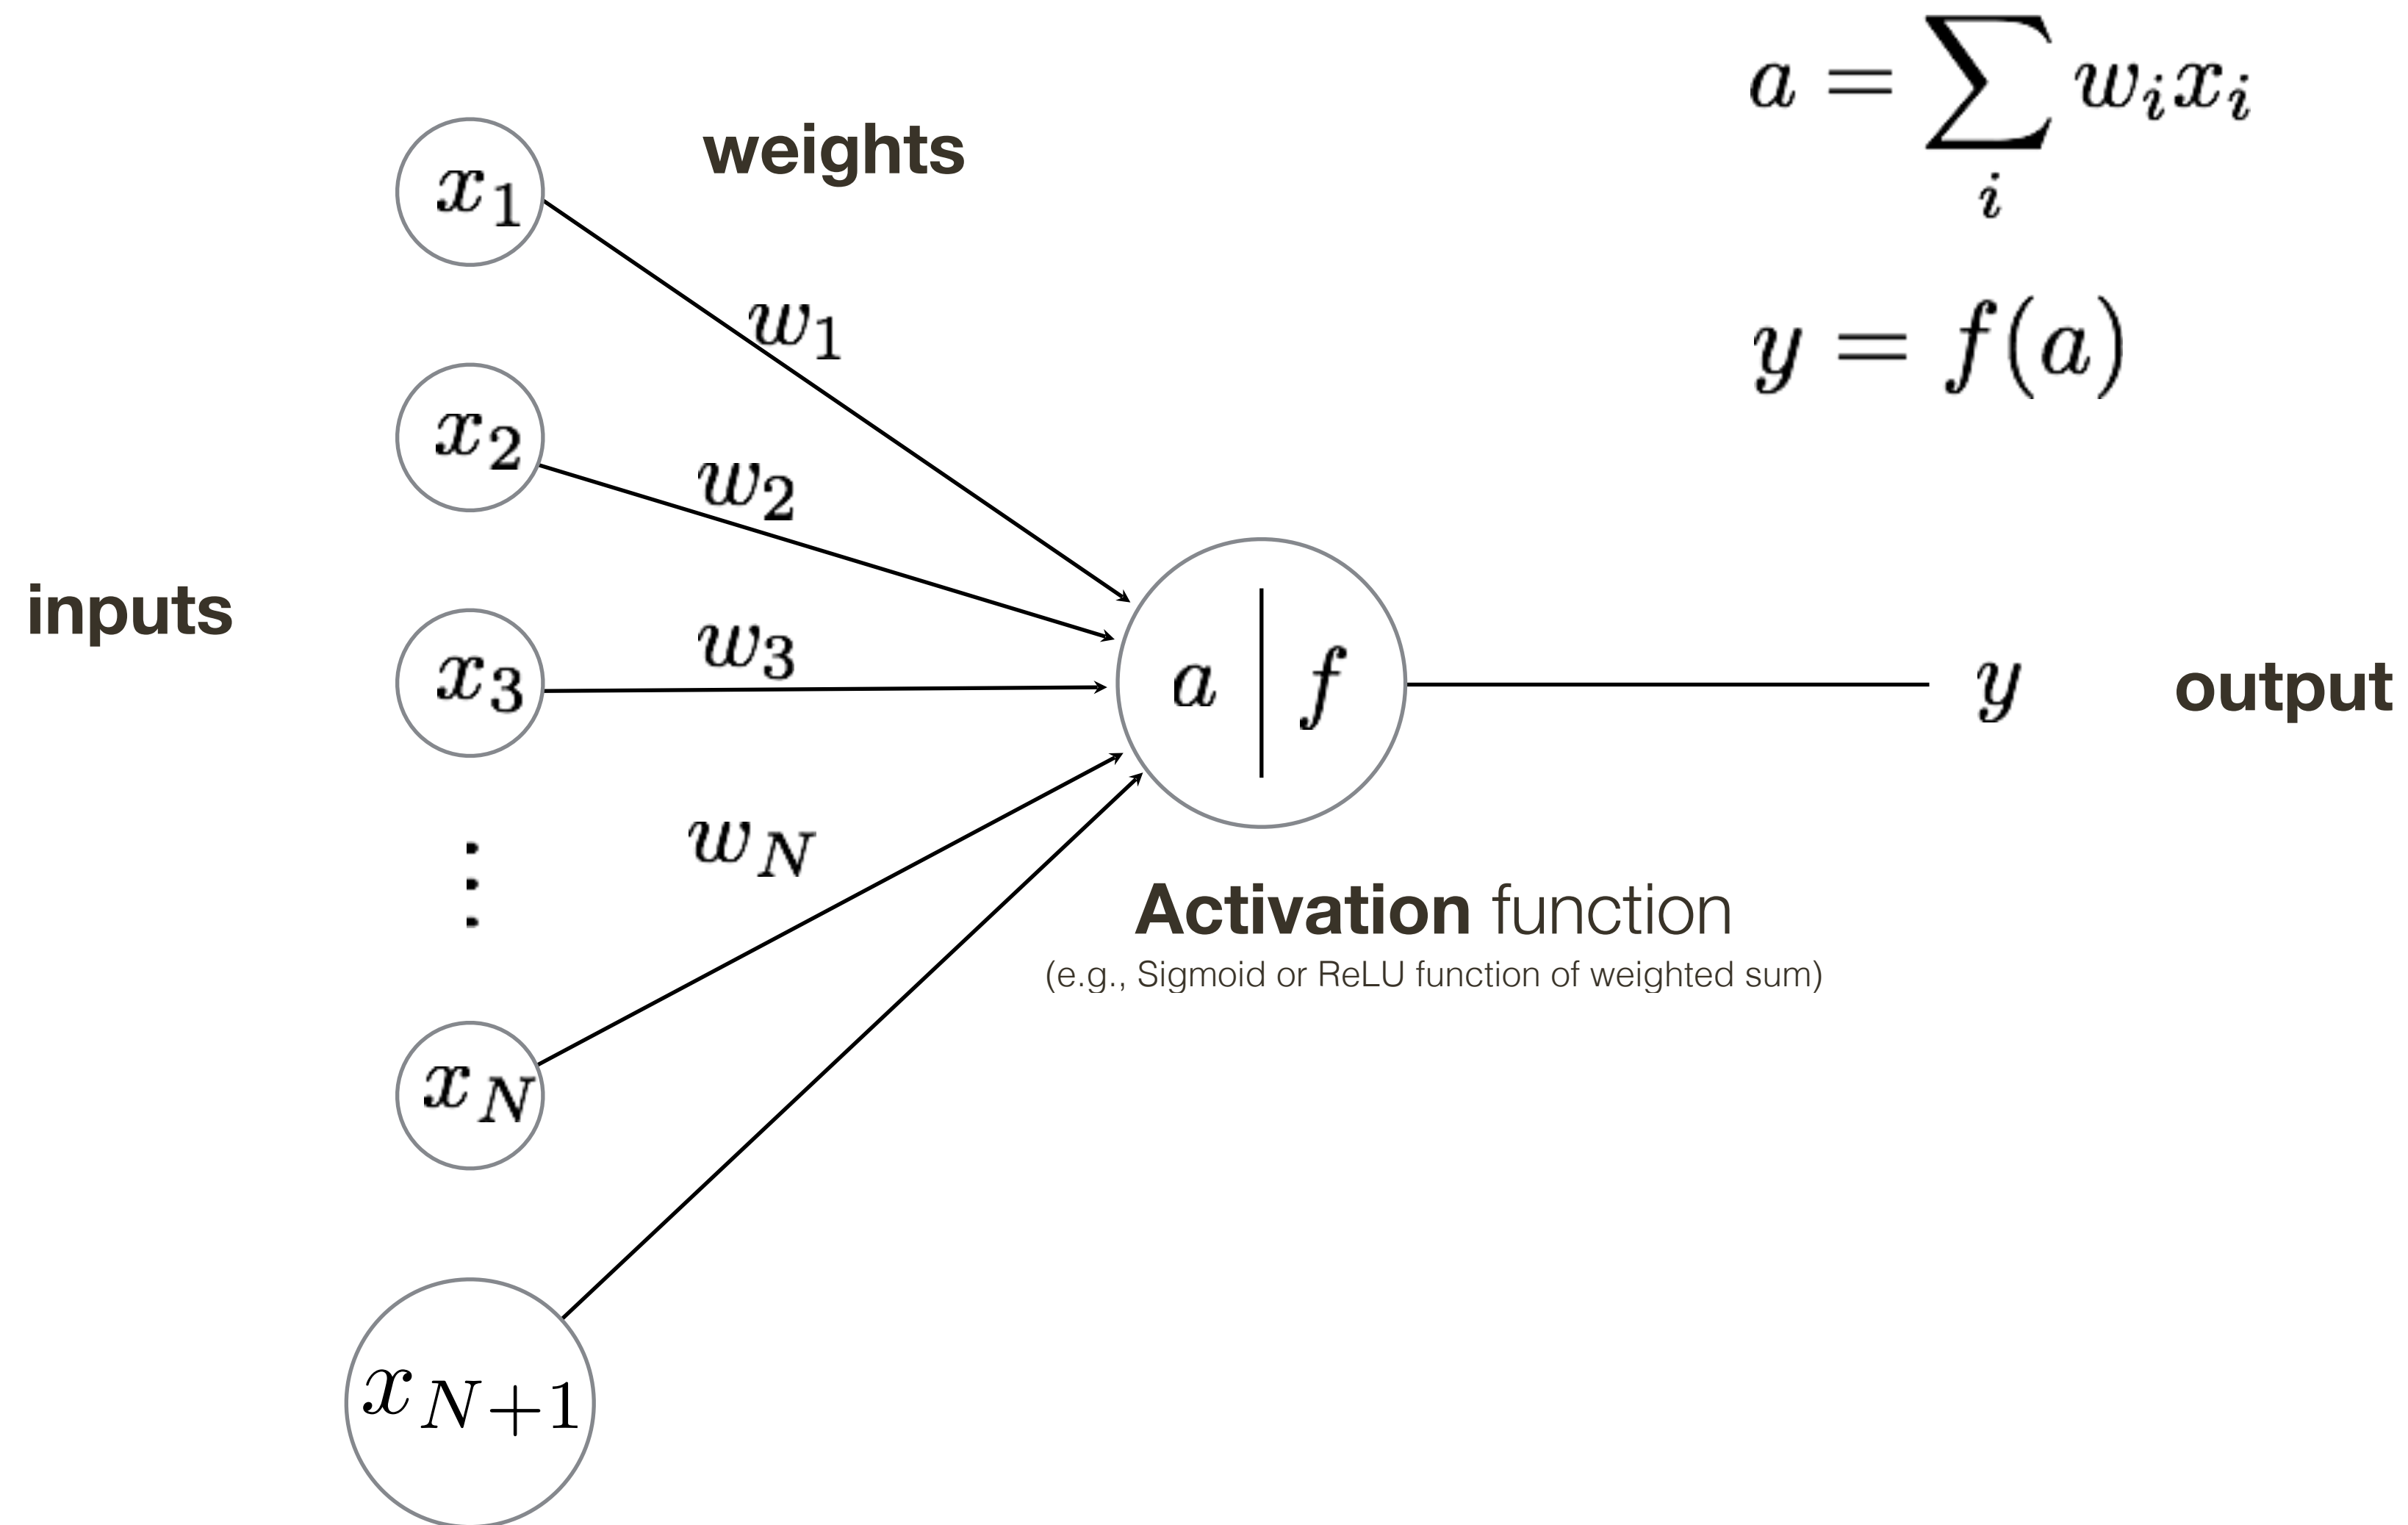 a = ∑ᵢ wᵢxᵢ
y = f(a)
weights
x₁
w₁
x₂
w₂
inputs
x₃
w₃
a | f
y
output
⋮
w_N
Activation function
(e.g., Sigmoid or ReLU function of weighted sum)
x_N
x_{N+1}